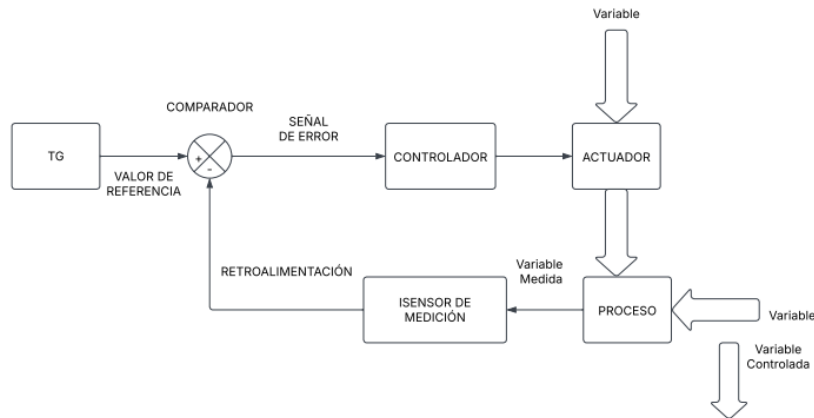 Variable
COMPARADOR
SEÑAL
DE ERROR
TG
+
-
CONTROLADOR
ACTUADOR
VALOR DE
REFERENCIA
RETROALIMENTACIÓN
Variable
Medida
ISENSOR DE
MEDICIÓN
PROCESO
Variable
Variable
Controlada